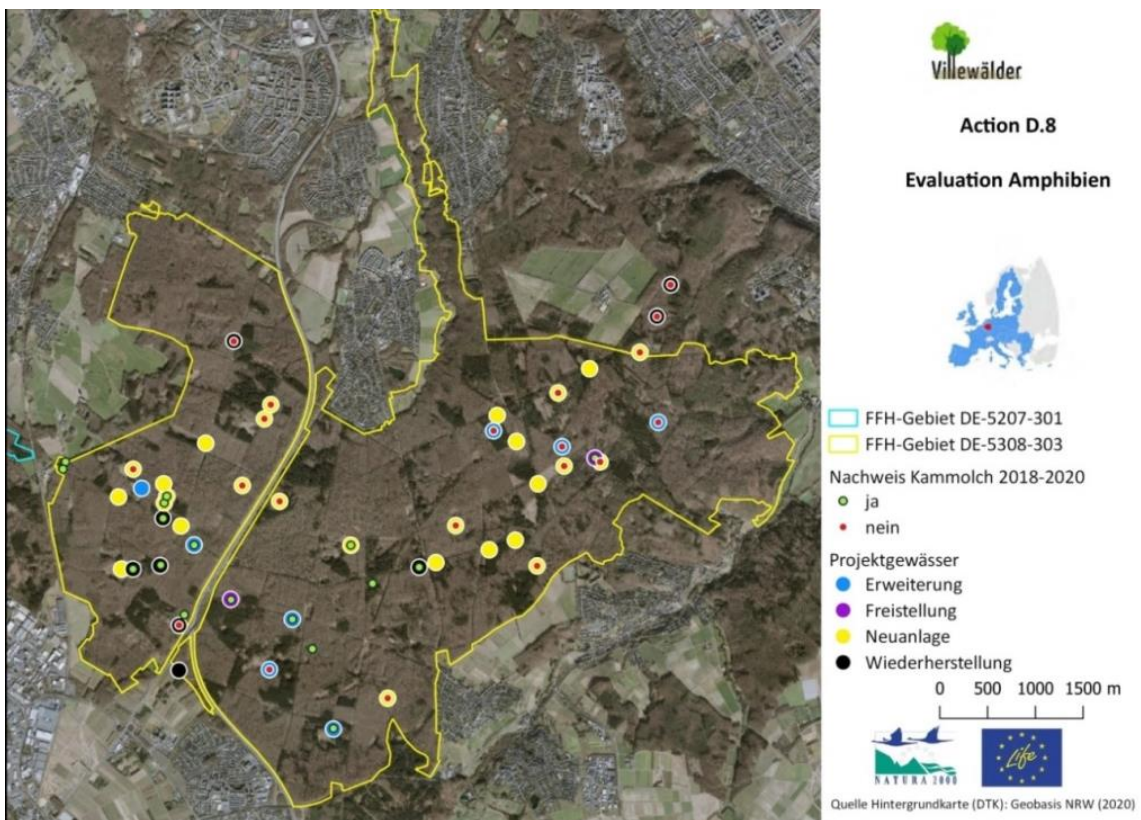 Villewälder
Action D.8
Evaluation Amphibien
FFH-Gebiet DE-5207-301
FFH-Gebiet DE-5308-303
Nachweis Kammolch 2018-2020
ja
nein
Projektgewässer
Erweiterung
Freistellung
Neuanlage
Wiederherstellung
0 500 1000 1500 m
NATURA 2000
Life
Quelle Hintergrundkarte (DTK): Geobasis NRW (2020)